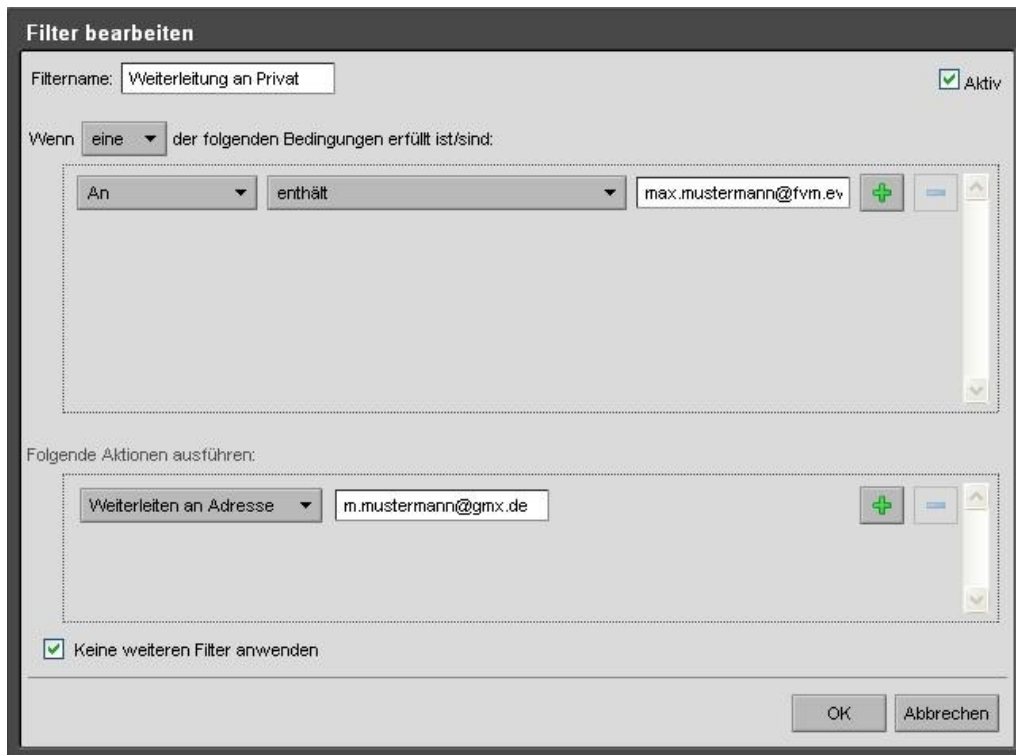 Filter bearbeiten
Filtername: Weiterleitung an Privat Aktiv
Wenn eine der folgenden Bedingungen erfüllt ist/sind:
An enthält max.mustermann@fvm.ev
Folgende Aktionen ausführen:
Weiterleiten an Adresse m.mustermann@gmx.de
Keine weiteren Filter anwenden
OK Abbrechen